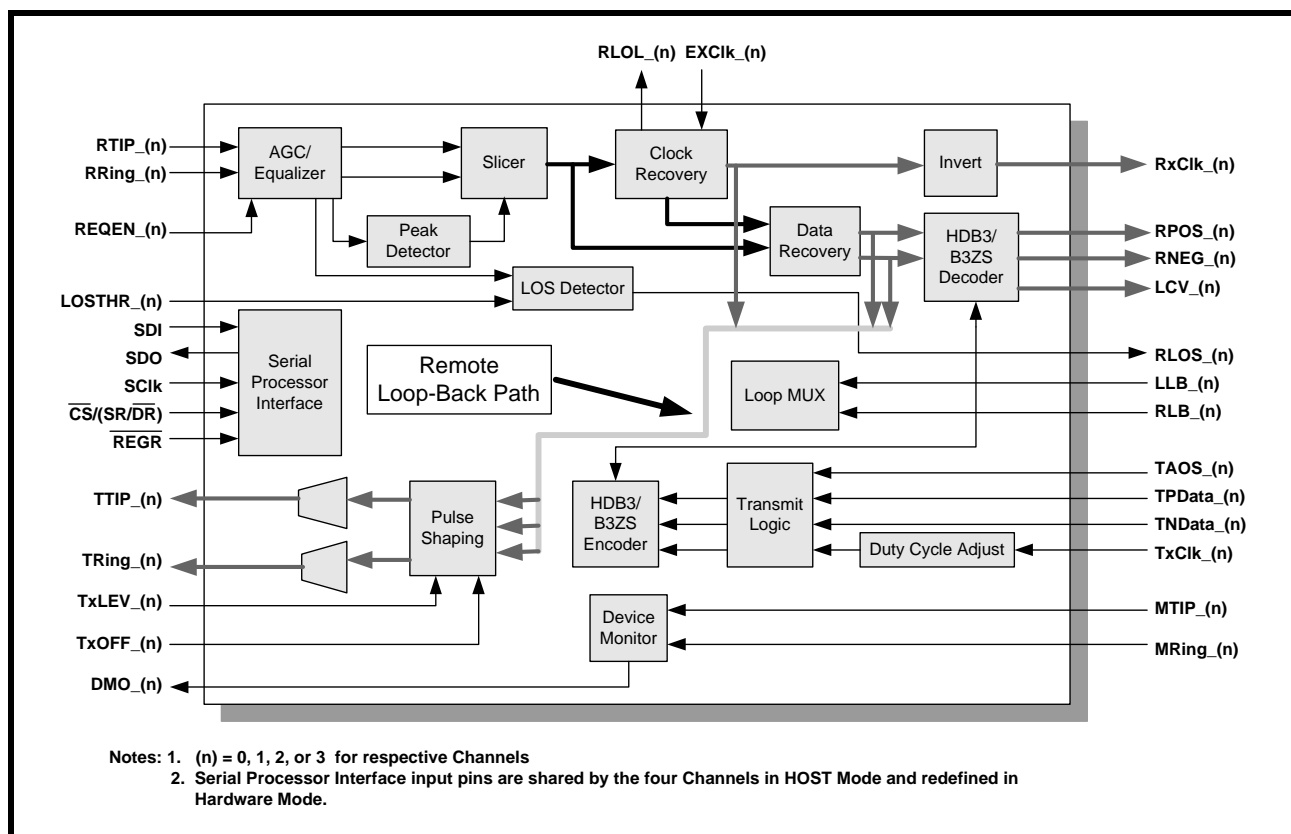 RLOL_(n) EXClk_(n)
RTIP_(n)
RRing_(n)
REQEN_(n)
LOSTHR_(n)
SDI
SDO
SClk
CS/(SR/DR)
REGR
TTIP_(n)
TRing_(n)
TxLEV_(n)
TxOFF_(n)
DMO_(n)
AGC/
Equalizer
Slicer
Clock
Recovery
Invert
Peak
Detector
Data
Recovery
HDB3/
B3ZS
Decoder
LOS Detector
Serial
Processor
Interface
Remote
Loop-Back Path
Loop MUX
Pulse
Shaping
HDB3/
B3ZS
Encoder
Transmit
Logic
Duty Cycle Adjust
Device
Monitor
RxClk_(n)
RPOS_(n)
RNEG_(n)
LCV_(n)
RLOS_(n)
LLB_(n)
RLB_(n)
TAOS_(n)
TPData_(n)
TNData_(n)
TxClk_(n)
MTIP_(n)
MRing_(n)
Notes: 1. (n) = 0, 1, 2, or 3 for respective Channels
2. Serial Processor Interface input pins are shared by the four Channels in HOST Mode and redefined in
Hardware Mode.